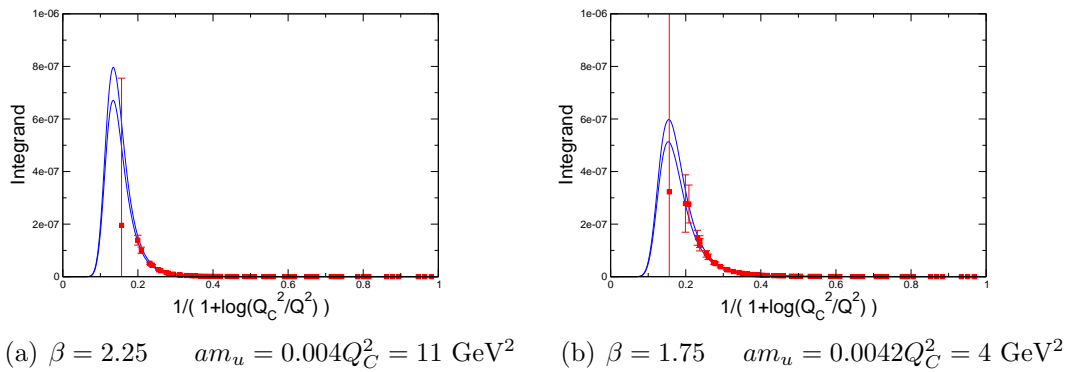 1e-06
8e-07
6e-07
4e-07
2e-07
0
Integrand
0 0.2 0.4 0.6 0.8 1
1/( 1+log(Q_C^2/Q^2) )
(a) β = 2.25 am_u = 0.004Q_C^2 = 11 GeV^2
1e-06
8e-07
6e-07
4e-07
2e-07
0
Integrand
0 0.2 0.4 0.6 0.8 1
1/( 1+log(Q_C^2/Q^2) )
(b) β = 1.75 am_u = 0.0042Q_C^2 = 4 GeV^2